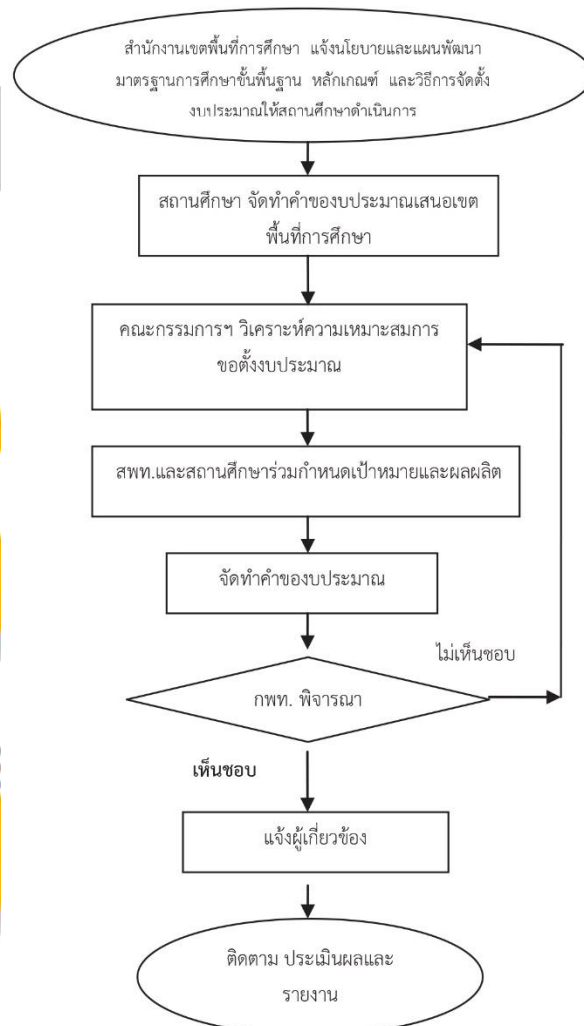 สำนักงานเขตพื้นที่การศึกษา แจ้งนโยบายและแผนพัฒนา
มาตรฐานการศึกษาขั้นพื้นฐาน หลักเกณฑ์ และวิธีการจัดตั้ง
งบประมาณให้สถานศึกษาดำเนินการ
สถานศึกษา จัดทำคำของบประมาณเสนอเขต
พื้นที่การศึกษา
คณะกรรมการฯ วิเคราะห์ความเหมาะสมการ
ขอตั้งงบประมาณ
สพท.และสถานศึกษาร่วมกำหนดเป้าหมายและผลผลิต
จัดทำคำของบประมาณ
ไม่เห็นชอบ
กพท. พิจารณา
เห็นชอบ
แจ้งผู้เกี่ยวข้อง
ติดตาม ประเมินผลและ
รายงาน